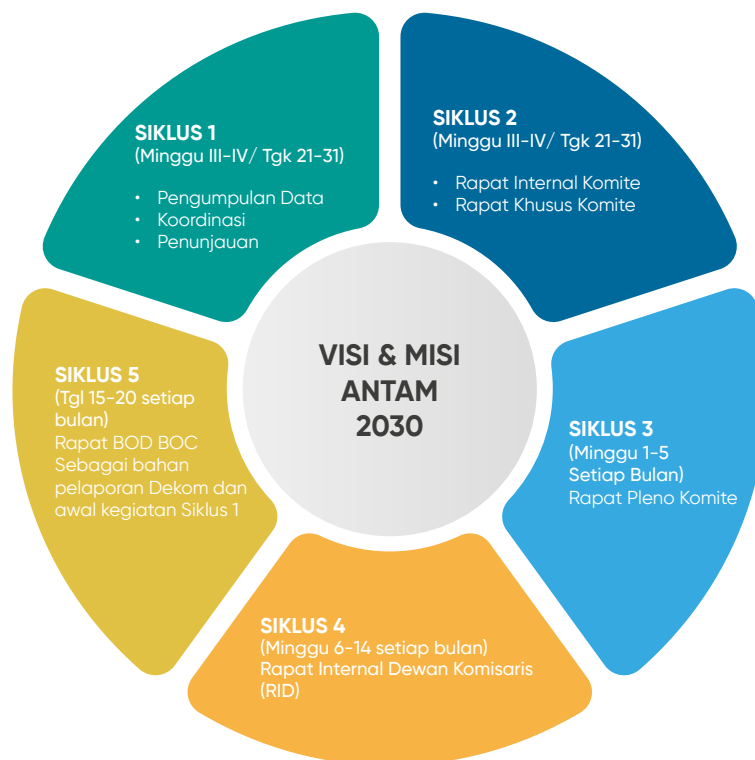 SIKLUS 1
(Minggu III-IV/ Tgk 21-31)
• Pengumpulan Data
• Koordinasi
• Penunjauan
SIKLUS 2
(Minggu III-IV/ Tgk 21-31)
• Rapat Internal Komite
• Rapat Khusus Komite
VISI & MISI
ANTAM
2030
SIKLUS 3
(Minggu 1-5
Setiap Bulan)
Rapat Pleno Komite
SIKLUS 4
(Minggu 6-14 setiap bulan)
Rapat Internal Dewan Komisaris
(RID)
SIKLUS 5
(Tgl 15-20 setiap
bulan)
Rapat BOD BOC
Sebagai bahan
pelaporan Dekom dan
awal kegiatan Siklus 1